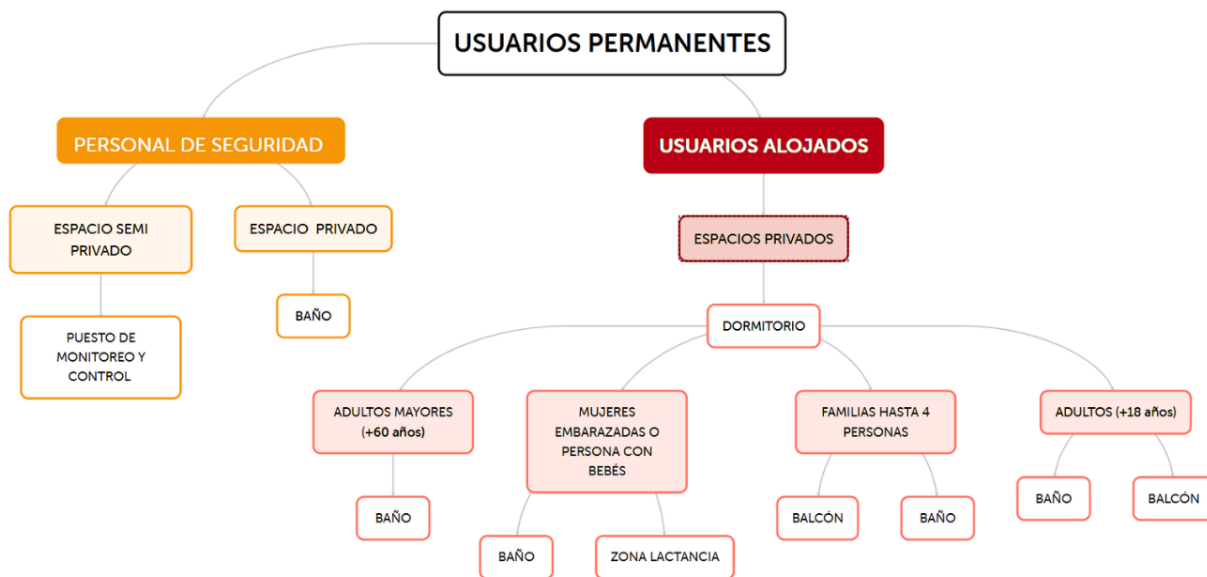 USUARIOS PERMANENTES
PERSONAL DE SEGURIDAD
USUARIOS ALOJADOS
ESPACIO SEMI
PRIVADO
ESPACIO PRIVADO
ESPACIOS PRIVADOS
BAÑO
PUESTO DE
MONITOREO Y
CONTROL
DORMITORIO
ADULTOS MAYORES
(+60 años)
MUJERES
EMBARAZADAS O
PERSONA CON
BEBÉS
FAMILIAS HASTA 4
PERSONAS
ADULTOS (+18 años)
BAÑO
BAÑO
ZONA LACTANCIA
BALCÓN
BAÑO
BAÑO
BALCÓN